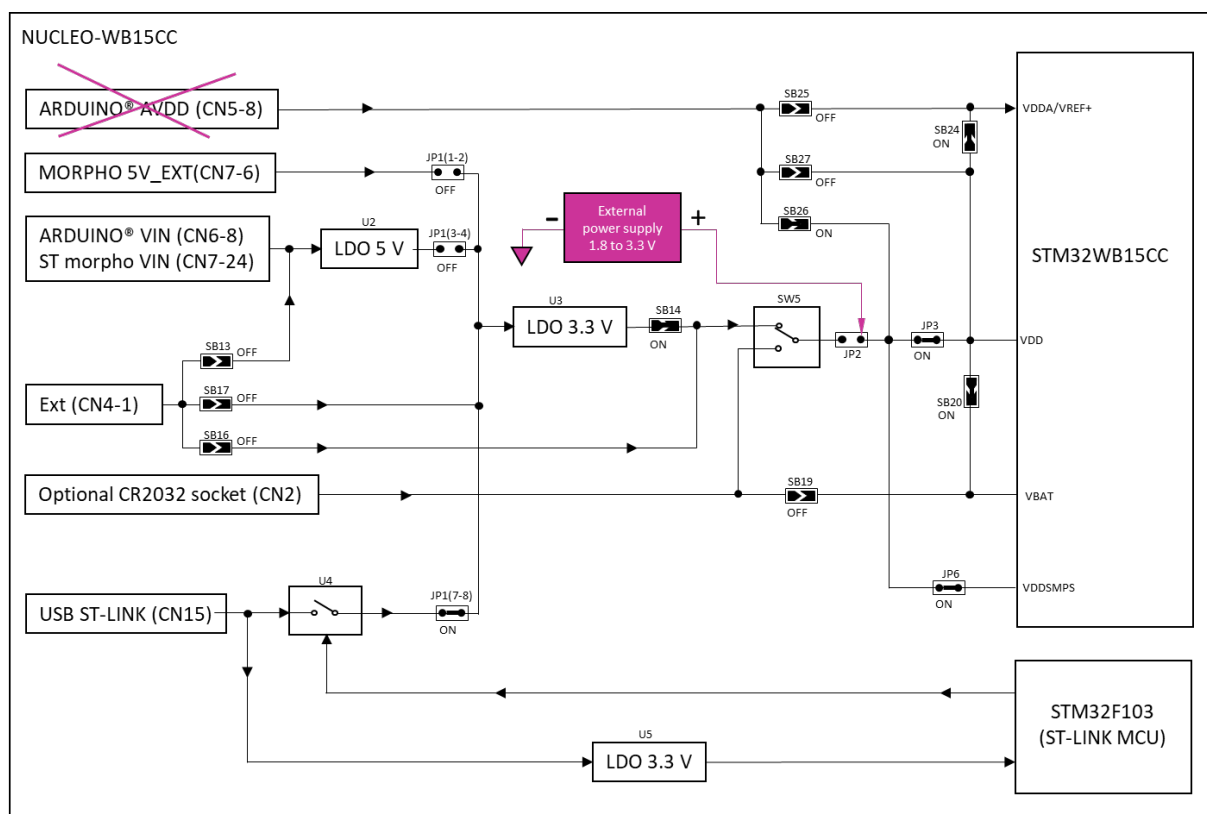 NUCLEO-WB15CC
ARDUINO® AVDD (CN5-8)
SB25
OFF
VDDA/VREF+
SB24
ON
MORPHO 5V_EXT(CN7-6)
JP1(1-2)
OFF
SB27
OFF
ARDUINO® VIN (CN6-8)
ST morpho VIN (CN7-24)
U2
LDO 5 V
JP1(3-4)
OFF
−
External
power supply
1.8 to 3.3 V
+
SB26
ON
STM32WB15CC
U3
LDO 3.3 V
SB14
ON
SW5
JP2
JP3
ON
VDD
SB13
OFF
Ext (CN4-1)
SB17
OFF
SB16
OFF
SB20
ON
Optional CR2032 socket (CN2)
SB19
OFF
VBAT
USB ST-LINK (CN15)
U4
JP1(7-8)
ON
JP6
ON
VDDSMPS
U5
LDO 3.3 V
STM32F103
(ST-LINK MCU)